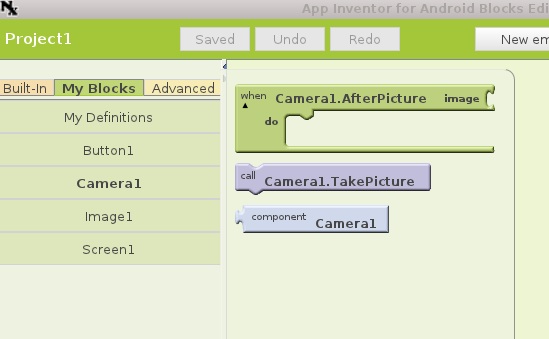 App Inventor for Android Blocks Edi
Project1
Saved
Undo
Redo
New em
Built-In
My Blocks
Advanced
My Definitions
Button1
Camera1
Image1
Screen1
when Camera1.AfterPicture image
do
call Camera1.TakePicture
component Camera1